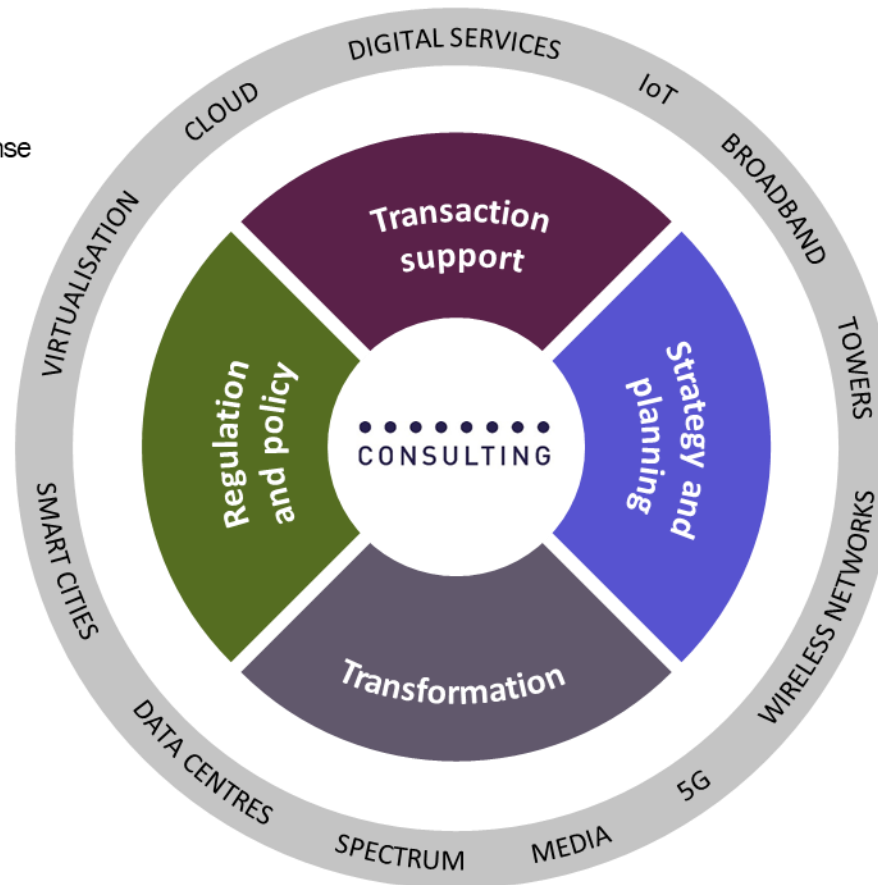 DIGITAL SERVICES
IoT
BROADBAND
TOWERS
WIRELESS NETWORKS
5G
MEDIA
SPECTRUM
DATA CENTRES
SMART CITIES
VIRTUALISATION
CLOUD
Transaction
support
Strategy and
planning
Transformation
Regulation
and policy
CONSULTING